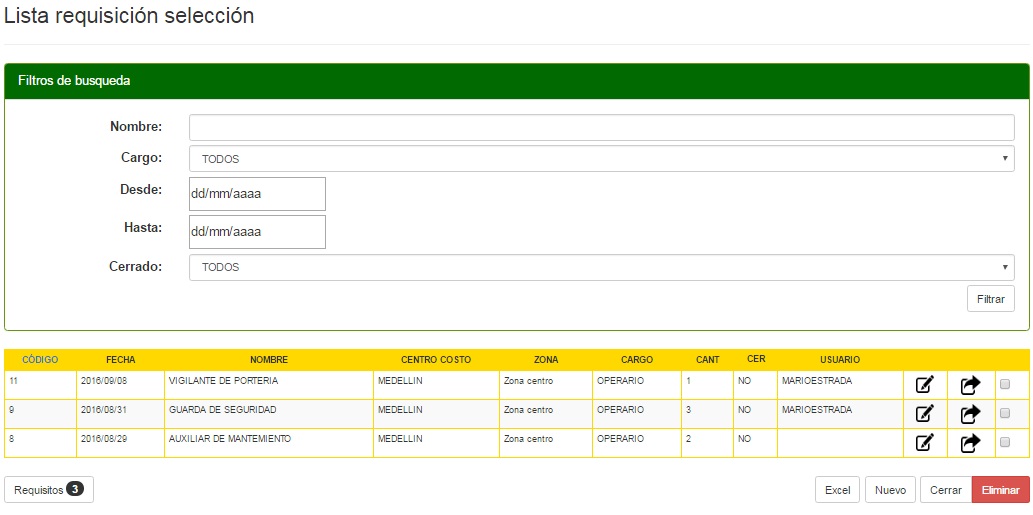 Lista requisición selección
Filtros de busqueda
Nombre:
Cargo: TODOS
Desde: dd/mm/aaaa
Hasta: dd/mm/aaaa
Cerrado: TODOS
Filtrar
CÓDIGO FECHA NOMBRE CENTRO COSTO ZONA CARGO CANT CER USUARIO
11 2016/09/08 VIGILANTE DE PORTERIA MEDELLIN Zona centro OPERARIO 1 NO MARIOESTRADA
9 2016/08/31 GUARDA DE SEGURIDAD MEDELLIN Zona centro OPERARIO 3 NO MARIOESTRADA
8 2016/08/29 AUXILIAR DE MANTEMIENTO MEDELLIN Zona centro OPERARIO 2 NO
Requisitos 3 Excel Nuevo Cerrar Eliminar